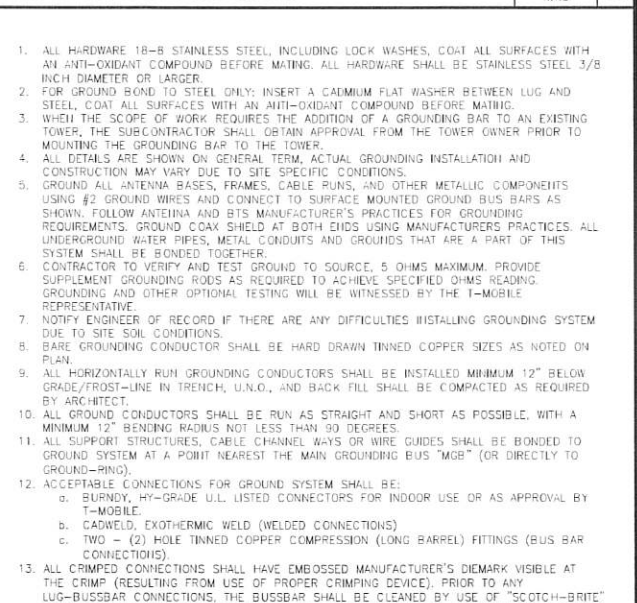 1. ALL HARDWARE 18-8 STAINLESS STEEL, INCLUDING LOCK WASHES, COAT ALL SURFACES WITH
AN ANTI-OXIDANT COMPOUND BEFORE MATING. ALL HARDWARE SHALL BE STAINLESS STEEL 3/8
INCH DIAMETER OR LARGER.
2. FOR GROUND BOND TO STEEL ONLY: INSERT A CADMIUM FLAT WASHER BETWEEN LUG AND
STEEL, COAT ALL SURFACES WITH AN ANTI-OXIDANT COMPOUND BEFORE MATING.
3. WHEN THE SCOPE OF WORK REQUIRES THE ADDITION OF A GROUNDING BAR TO AN EXISTING
TOWER, THE SUBCONTRACTOR SHALL OBTAIN APPROVAL FROM THE TOWER OWNER PRIOR TO
MOUNTING THE GROUNDING BAR TO THE TOWER.
4. ALL DETAILS ARE SHOWN ON GENERAL TERM, ACTUAL GROUNDING INSTALLATION AND
CONSTRUCTION MAY VARY DUE TO SITE SPECIFIC CONDITIONS.
5. GROUND ALL ANTENNA BASES, FRAMES, CABLE RUNS, AND OTHER METALLIC COMPONENTS
USING #2 GROUND WIRES AND CONNECT TO SURFACE MOUNTED GROUND BUS BARS AS
SHOWN. FOLLOW ANTENNA AND BTS MANUFACTURER'S PRACTICES FOR GROUNDING
REQUIREMENTS. GROUND COAX SHIELD AT BOTH ENDS USING MANUFACTURERS PRACTICES. ALL
UNDERGROUND WATER PIPES, METAL CONDUITS AND GROUNDS THAT ARE A PART OF THIS
SYSTEM SHALL BE BONDED TOGETHER.
6. CONTRACTOR TO VERIFY AND TEST GROUND TO SOURCE, 5 OHMS MAXIMUM. PROVIDE
SUPPLEMENT GROUNDING RODS AS REQUIRED TO ACHIEVE SPECIFIED OHMS READING.
GROUNDING AND OTHER OPTIONAL TESTING WILL BE WITNESSED BY THE T-MOBILE
REPRESENTATIVE.
7. NOTIFY ENGINEER OF RECORD IF THERE ARE ANY DIFFICULTIES INSTALLING GROUNDING SYSTEM
DUE TO SITE SOIL CONDITIONS.
8. BARE GROUNDING CONDUCTOR SHALL BE HARD DRAWN TINNED COPPER SIZES AS NOTED ON
PLAN.
9. ALL HORIZONTALLY RUN GROUNDING CONDUCTORS SHALL BE INSTALLED MINIMUM 12" BELOW
GRADE/FROST-LINE IN TRENCH, U.N.O., AND BACK FILL SHALL BE COMPACTED AS REQUIRED
BY ARCHITECT.
10. ALL GROUND CONDUCTORS SHALL BE RUN AS STRAIGHT AND SHORT AS POSSIBLE, WITH A
MINIMUM 12" BENDING RADIUS NOT LESS THAN 90 DEGREES.
11. ALL SUPPORT STRUCTURES, CABLE CHANNEL WAYS OR WIRE GUIDES SHALL BE BONDED TO
GROUND SYSTEM AT A POINT NEAREST THE MAIN GROUNDING BUS "MGB" (OR DIRECTLY TO
GROUND-RING).
12. ACCEPTABLE CONNECTIONS FOR GROUND SYSTEM SHALL BE:
a. BURNDY, HY-GRADE U.L. LISTED CONNECTORS FOR INDOOR USE OR AS APPROVAL BY
T-MOBILE.
b. CADWELD, EXOTHERMIC WELD (WELDED CONNECTIONS)
c. TWO - (2) HOLE TINNED COPPER COMPRESSION (LONG BARREL) FITTINGS (BUS BAR
CONNECTIONS).
13. ALL CRIMPED CONNECTIONS SHALL HAVE EMBOSSED MANUFACTURER'S DIEMARK VISIBLE AT
THE CRIMP (RESULTING FROM USE OF PROPER CRIMPING DEVICE). PRIOR TO ANY
LUG-BUSSBAR CONNECTIONS, THE BUSSBAR SHALL BE CLEANED BY USE OF "SCOTCH-BRITE"